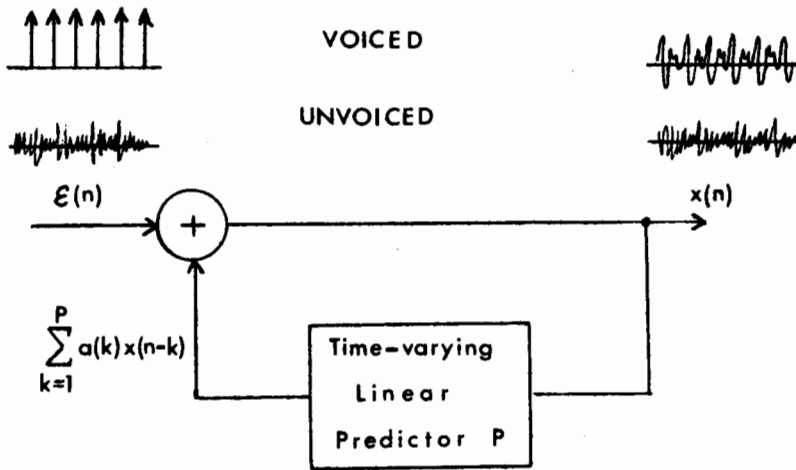 VOICED
UNVOICED
ε(n)
x(n)
+
P
∑ a(k)x(n-k)
k=1
Time-varying
Linear
Predictor P